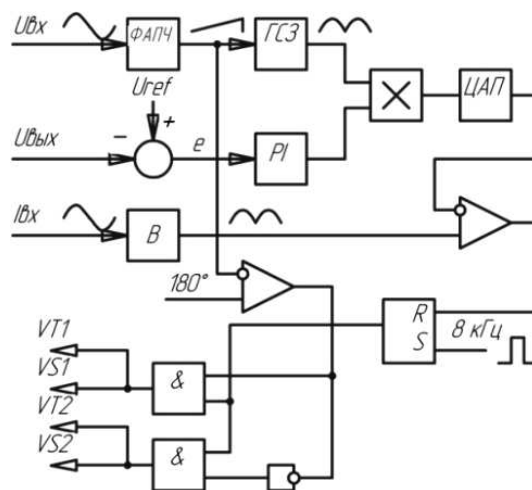 Uвх
ФАПЧ
ГСЗ
Uref
ЦАП
+
−
Uвых
e
PI
Iвх
В
180°
VT1
R
8 кГц
VS1
S
&
VT2
VS2
&